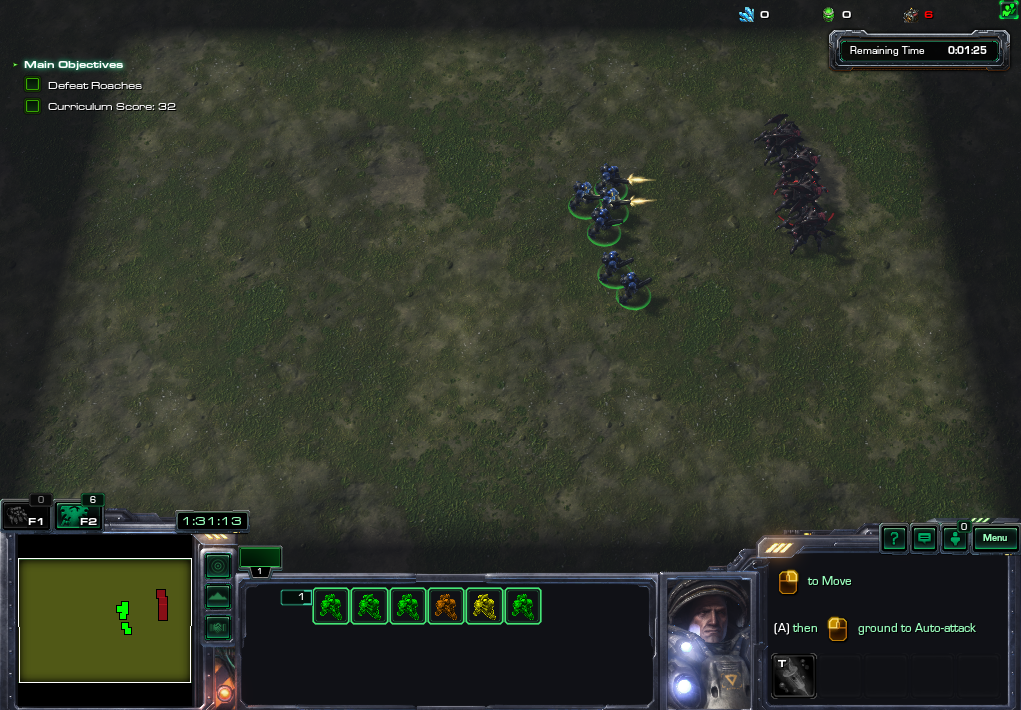 0 0 6
Remaining Time 0:01:25
Main Objectives
Defeat Roaches
Curriculum Score: 32
0 6
F1 F2
1:31:13
0
? Menu
1
1
to Move
(A) then ground to Auto-attack
T